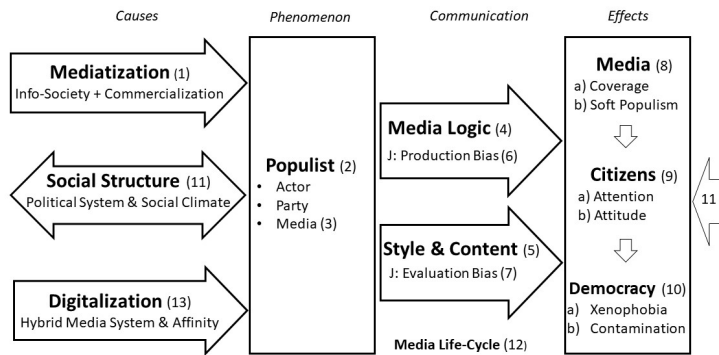 Causes
Phenomenon
Communication
Effects
Mediatization (1)
Info-Society + Commercialization
Social Structure (11)
Political System & Social Climate
Digitalization (13)
Hybrid Media System & Affinity
Populist (2)
• Actor
• Party
• Media (3)
Media Logic (4)
J: Production Bias (6)
Style & Content (5)
J: Evaluation Bias (7)
Media Life-Cycle (12)
Media (8)
a) Coverage
b) Soft Populism
Citizens (9)
a) Attention
b) Attitude
Democracy (10)
a) Xenophobia
b) Contamination
11